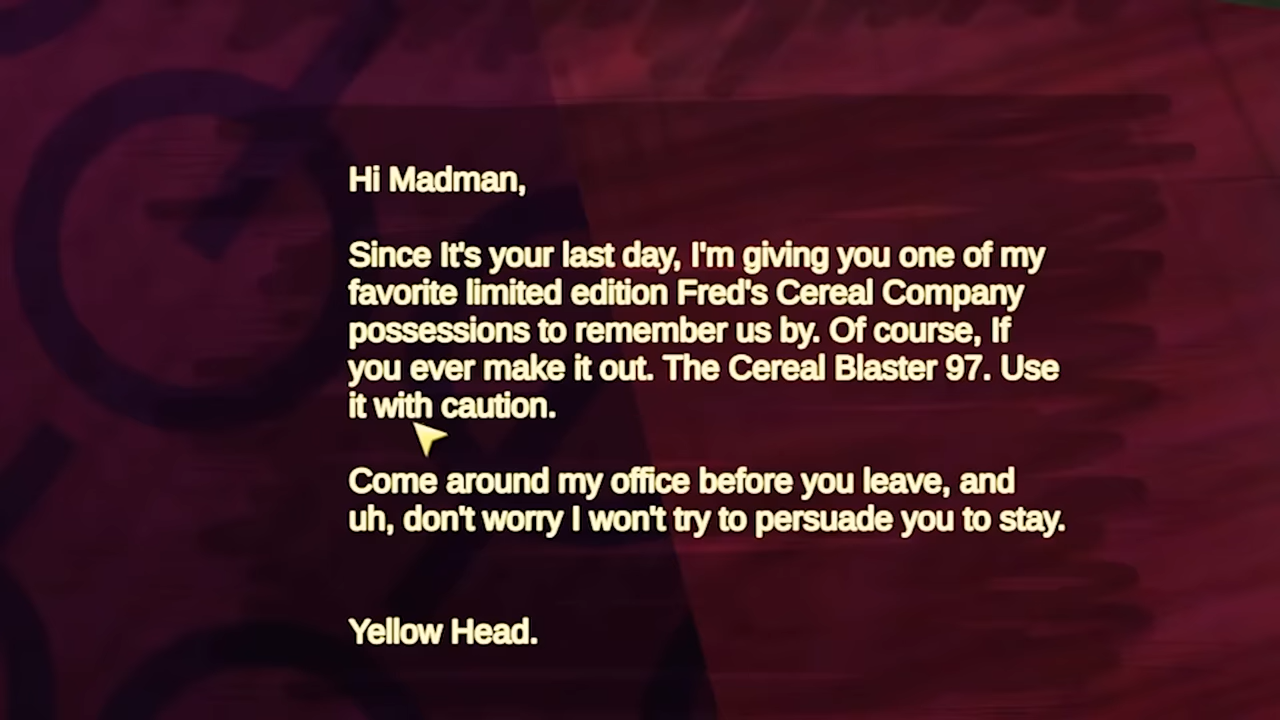 Hi Madman,
Since It's your last day, I'm giving you one of my
favorite limited edition Fred's Cereal Company
possessions to remember us by. Of course, If
you ever make it out. The Cereal Blaster 97. Use
it with caution.
Come around my office before you leave, and
uh, don't worry I won't try to persuade you to stay.
Yellow Head.